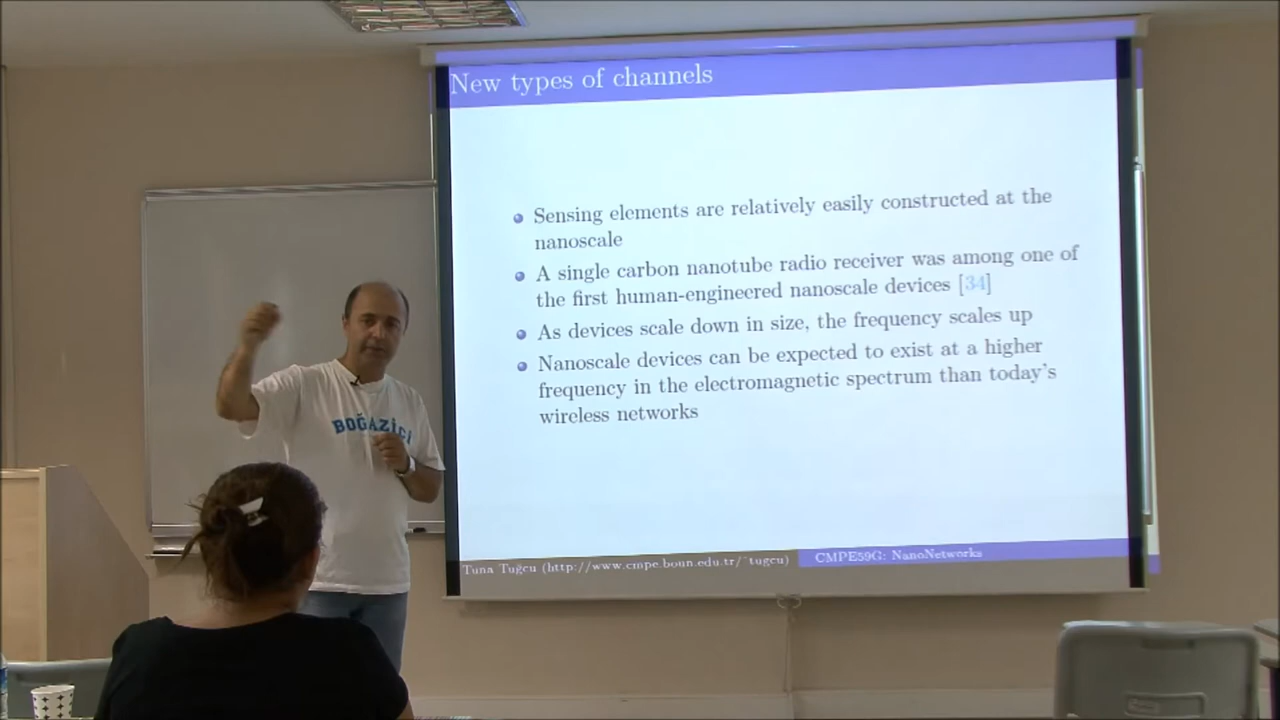 New types of channels
Sensing elements are relatively easily constructed at the
nanoscale
A single carbon nanotube radio receiver was among one of
the first human-engineered nanoscale devices [34]
As devices scale down in size, the frequency scales up
Nanoscale devices can be expected to exist at a higher
frequency in the electromagnetic spectrum than today's
wireless networks
BOĞAZİÇİ
Tuna Tuğcu (http://www.cmpe.boun.edu.tr/~tugcu)
CMPE59G: NanoNetworks